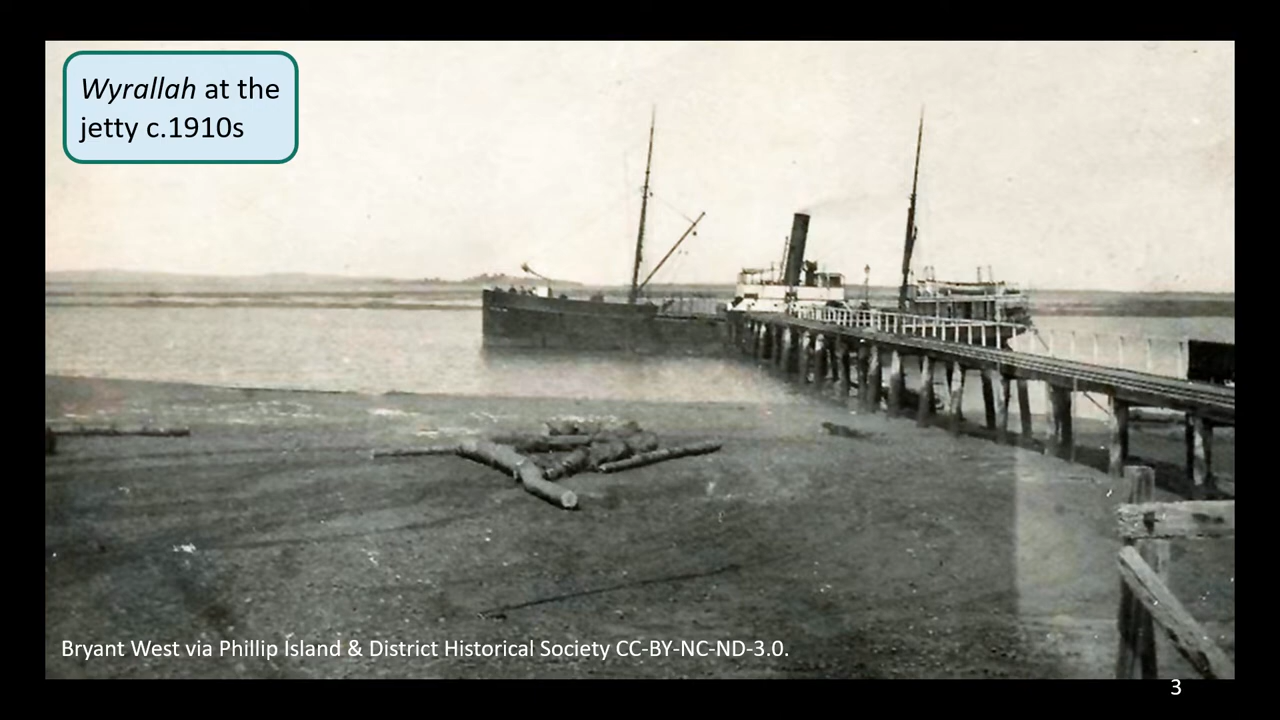 Wyrallah at the
jetty c.1910s
Bryant West via Phillip Island & District Historical Society CC-BY-NC-ND-3.0.
3